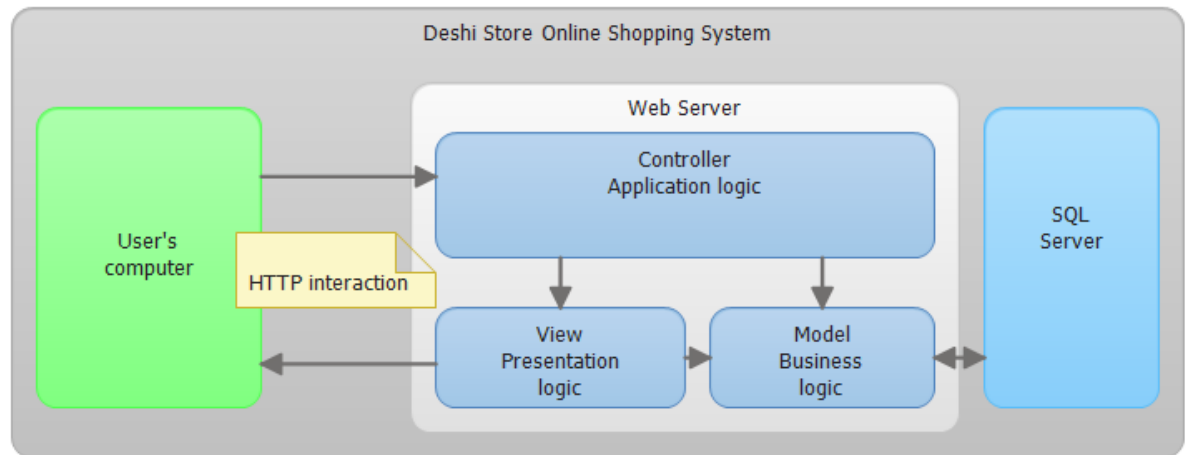 Deshi Store Online Shopping System
Web Server
Controller
Application logic
User's
computer
HTTP interaction
View
Presentation
logic
Model
Business
logic
SQL
Server